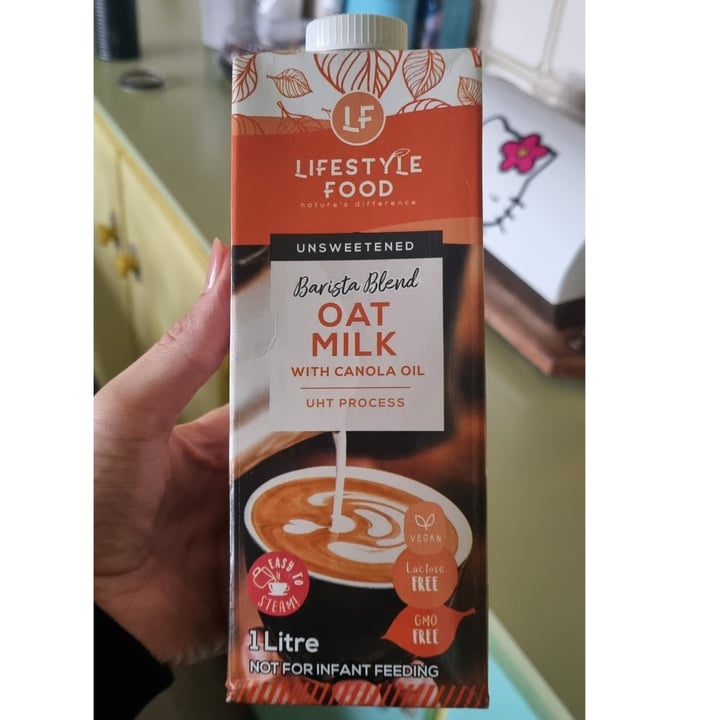 LF
LIFESTYLE
FOOD
nature's difference
UNSWEETENED
Barista Blend
OAT
MILK
WITH CANOLA OIL
UHT PROCESS
VEGAN
Lactose
FREE
EASY TO
STEAM!
GMO
FREE
1 Litre
NOT FOR INFANT FEEDING